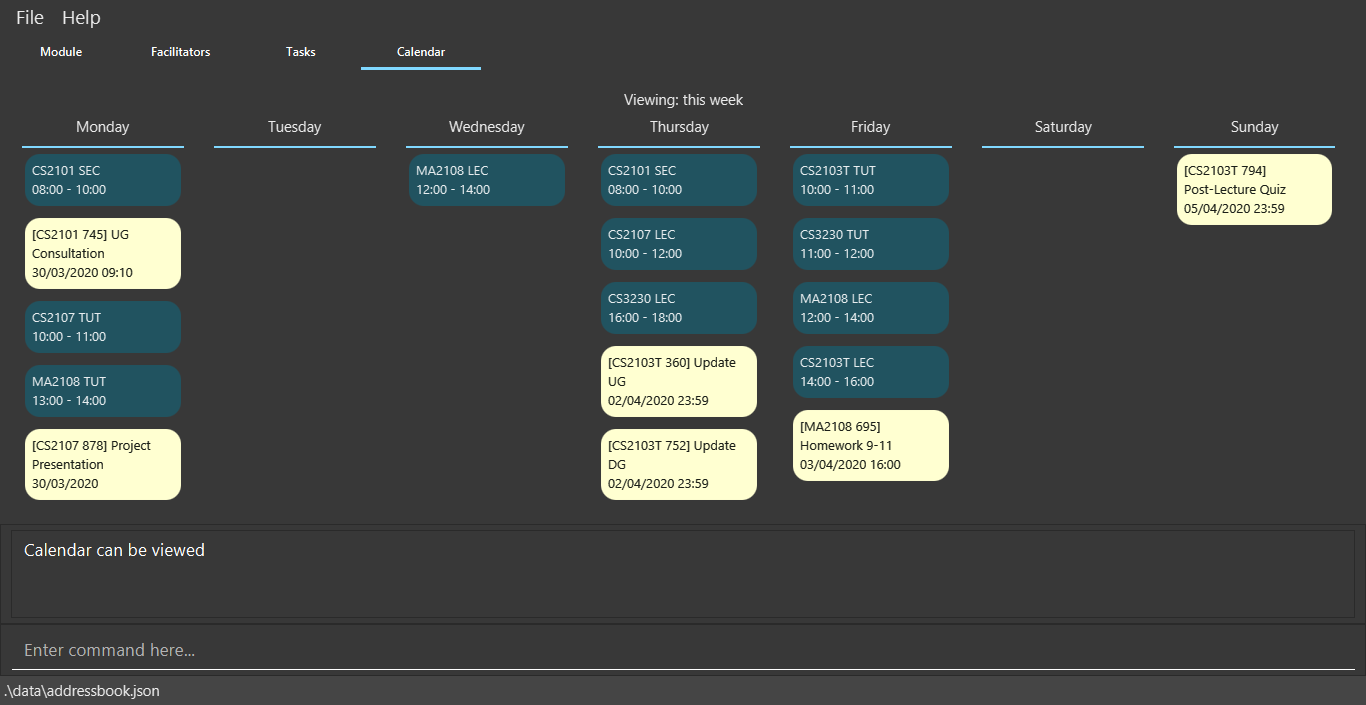 File Help
Module Facilitators Tasks Calendar
Viewing: this week
Monday Tuesday Wednesday Thursday Friday Saturday Sunday
CS2101 SEC
08:00 - 10:00
[CS2101 745] UG
Consultation
30/03/2020 09:10
CS2107 TUT
10:00 - 11:00
MA2108 TUT
13:00 - 14:00
[CS2107 878] Project
Presentation
30/03/2020
MA2108 LEC
12:00 - 14:00
CS2101 SEC
08:00 - 10:00
CS2107 LEC
10:00 - 12:00
CS3230 LEC
16:00 - 18:00
[CS2103T 360] Update
UG
02/04/2020 23:59
[CS2103T 752] Update
DG
02/04/2020 23:59
CS2103T TUT
10:00 - 11:00
CS3230 TUT
11:00 - 12:00
MA2108 LEC
12:00 - 14:00
CS2103T LEC
14:00 - 16:00
[MA2108 695]
Homework 9-11
03/04/2020 16:00
[CS2103T 794]
Post-Lecture Quiz
05/04/2020 23:59
Calendar can be viewed
Enter command here...
.\data\addressbook.json